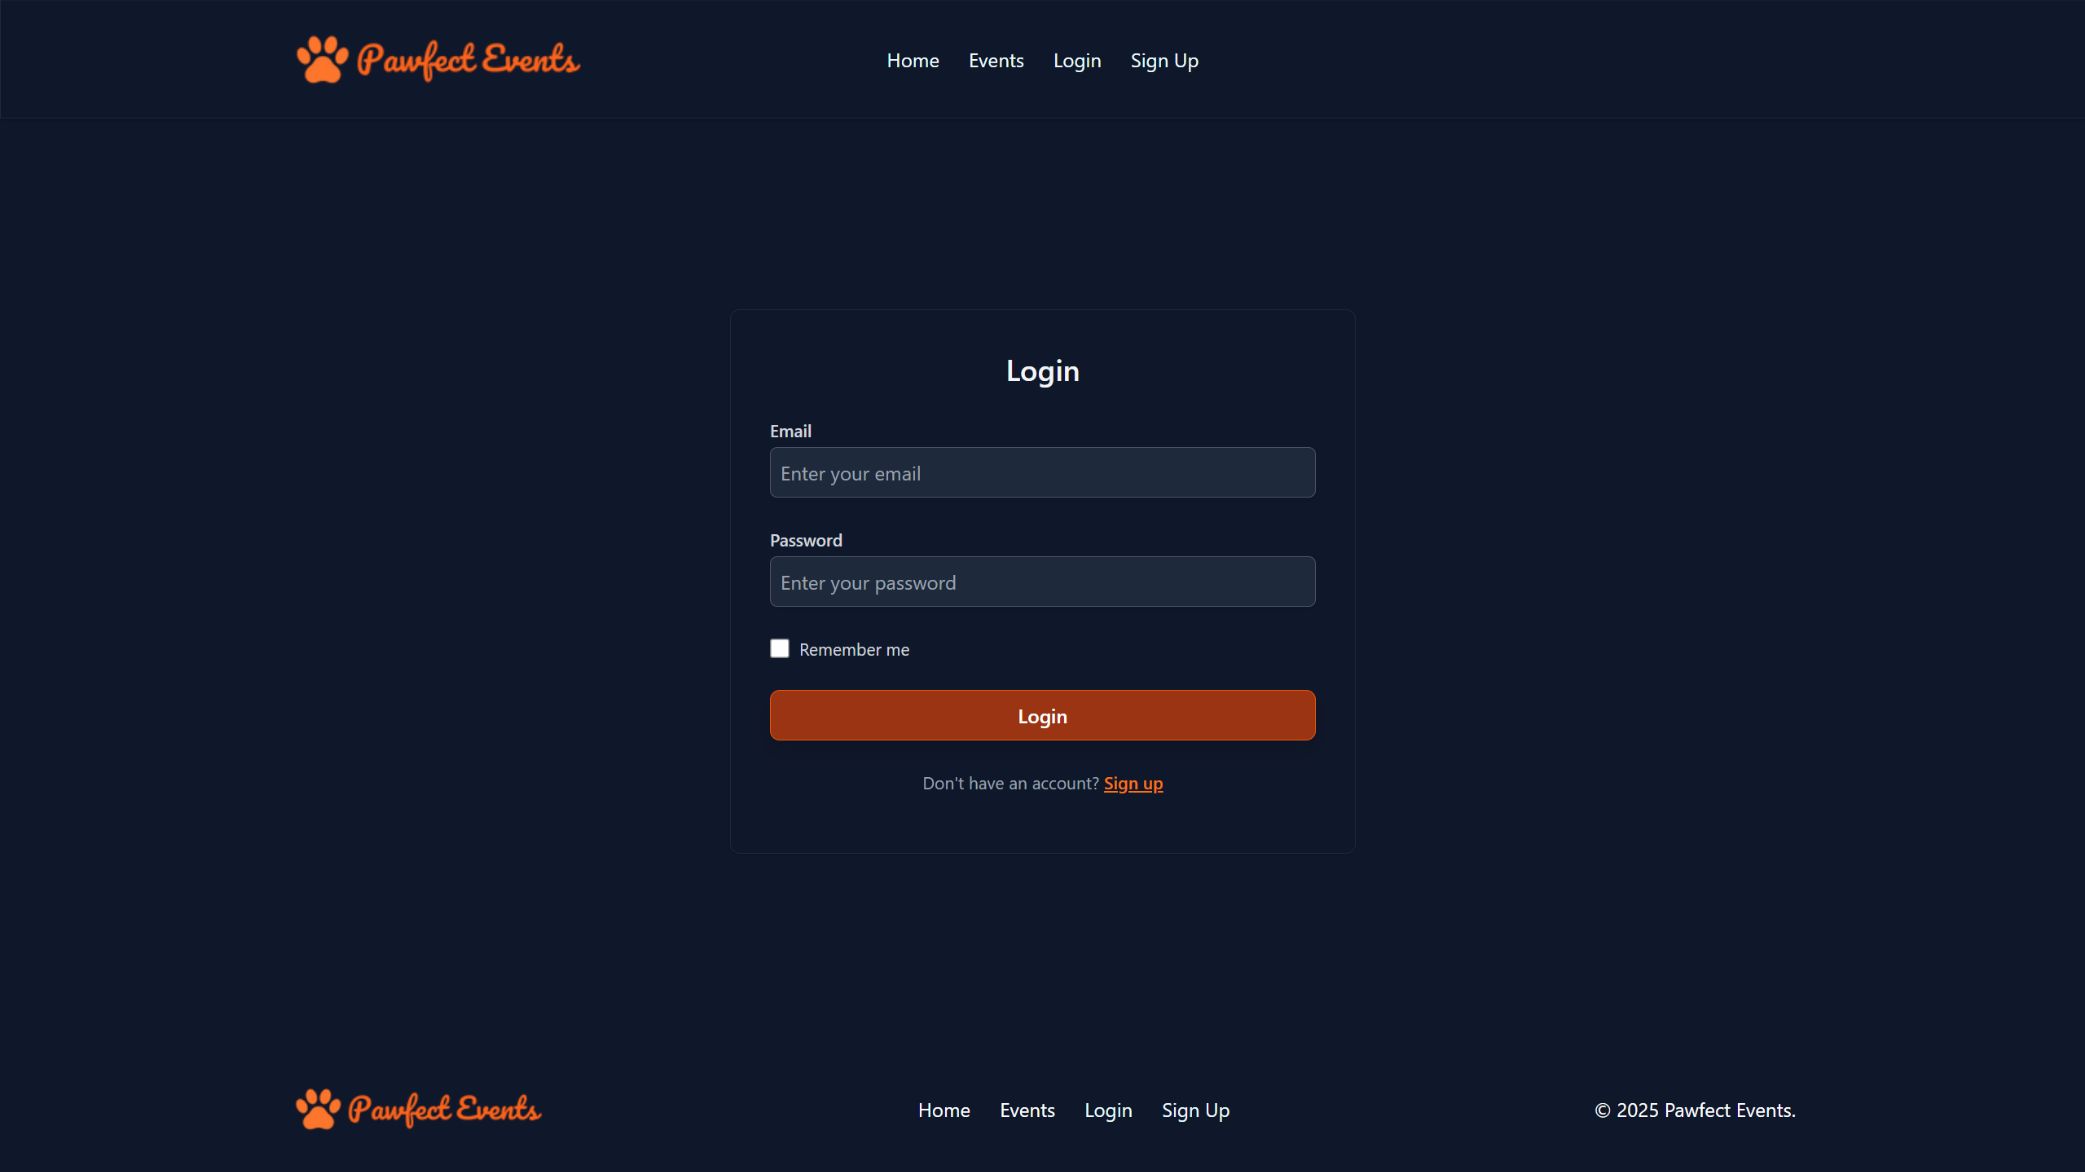 Pawfect Events
Home Events Login Sign Up
Login
Email
Enter your email
Password
Enter your password
Remember me
Login
Don't have an account? Sign up
Pawfect Events
Home Events Login Sign Up
© 2025 Pawfect Events.